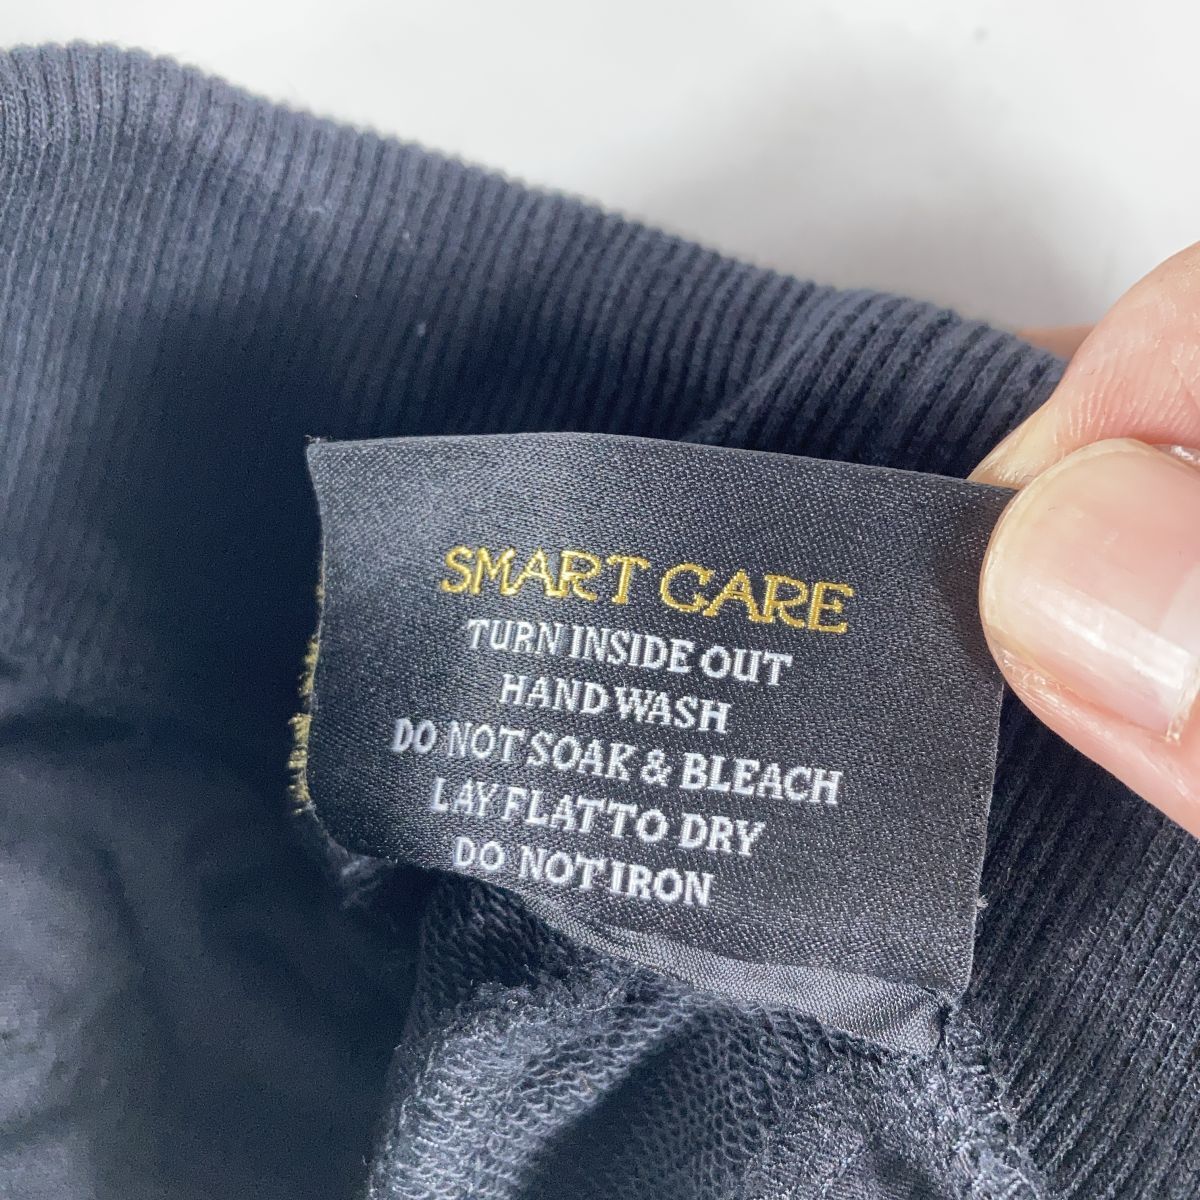 SMART CARE
TURN INSIDE OUT
HAND WASH
DO NOT SOAK & BLEACH
LAY FLAT TO DRY
DO NOT IRON